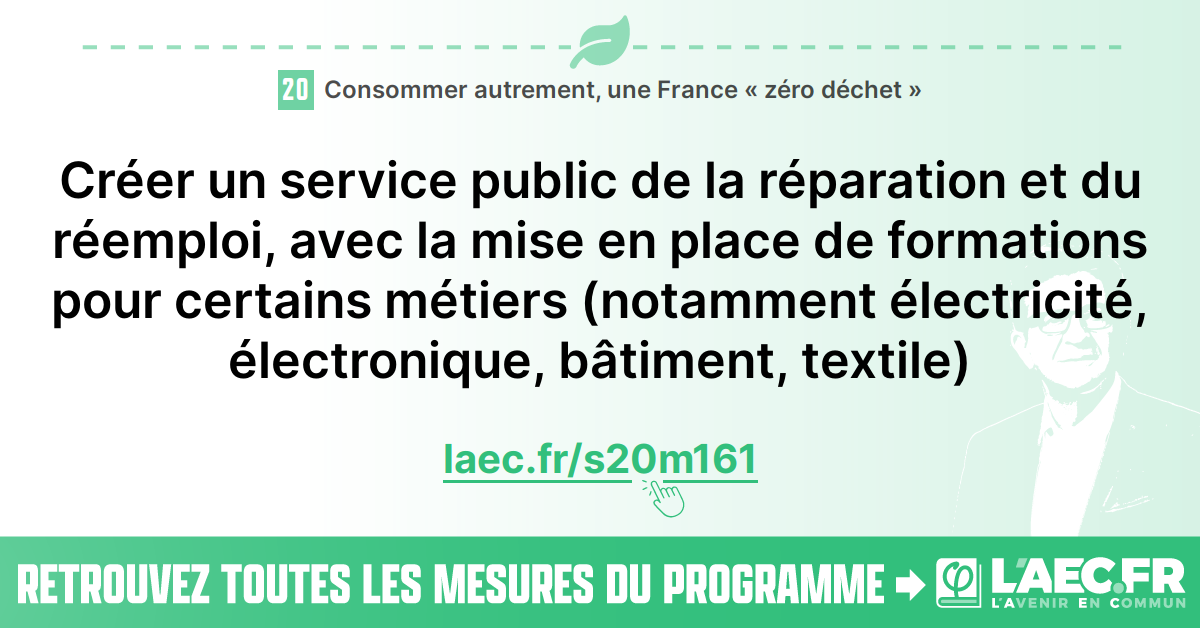 20 Consommer autrement, une France « zéro déchet »
Créer un service public de la réparation et du
réemploi, avec la mise en place de formations
pour certains métiers (notamment électricité,
électronique, bâtiment, textile)
laec.fr/s20m161
RETROUVEZ TOUTES LES MESURES DU PROGRAMME
φ L'AEC.FR
L'AVENIR EN COMMUN